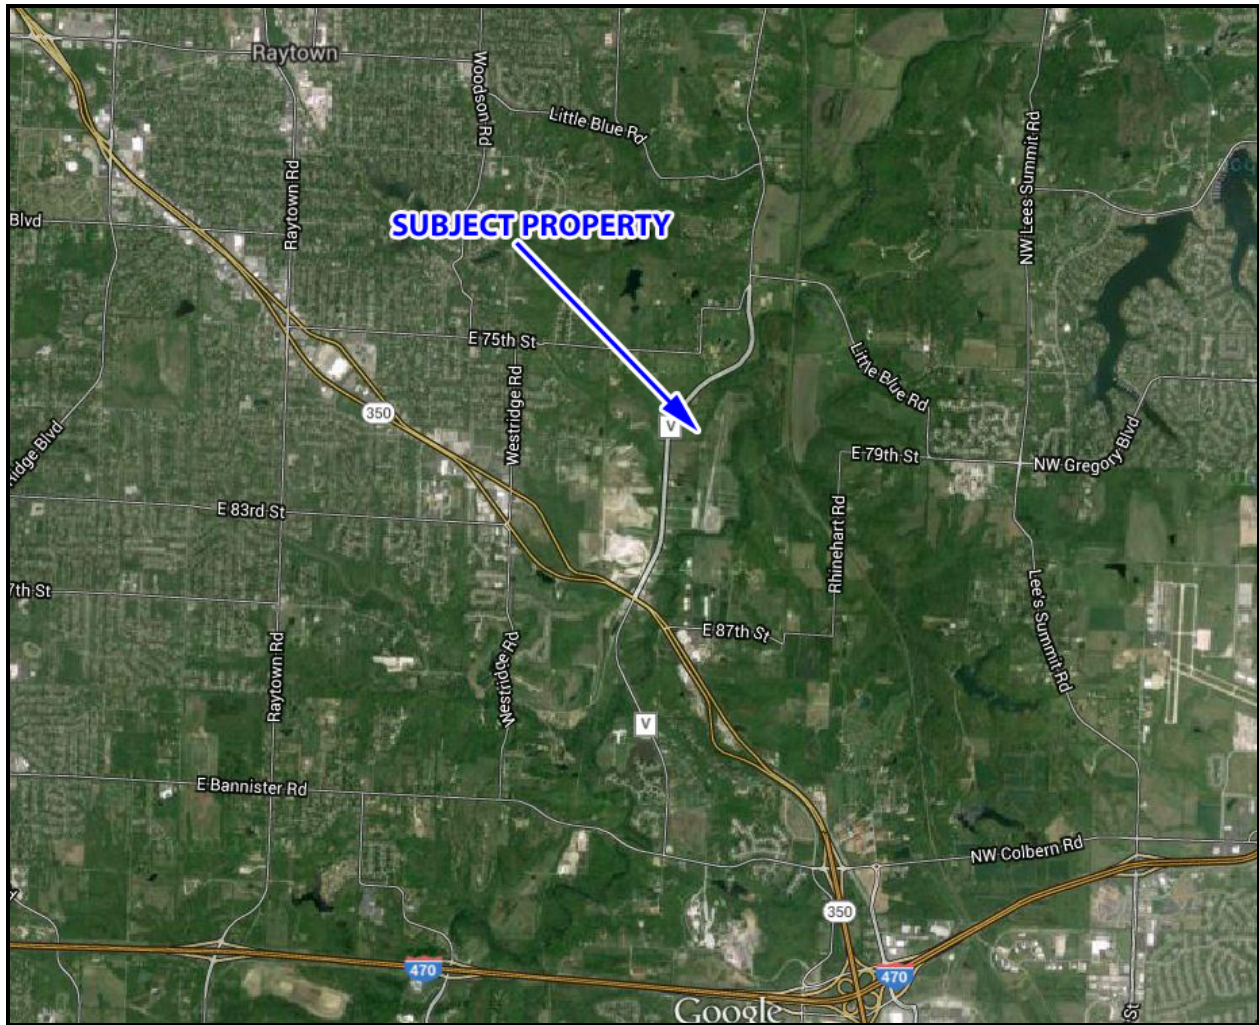 Raytown
Woodson Rd
Little Blue Rd
NW Lees Summit Rd
Raytown Rd
Blvd
SUBJECT PROPERTY
E 75th St
Little Blue Rd
Westridge Rd
350
V
E 79th St
NW Gregory Blvd
ridge Blvd
E 83rd St
Rhinehart Rd
7th St
E 87th St
Lee's Summit Rd
Raytown Rd
Westridge Rd
V
E Bannister Rd
NW Colbern Rd
350
470
470
Google
St